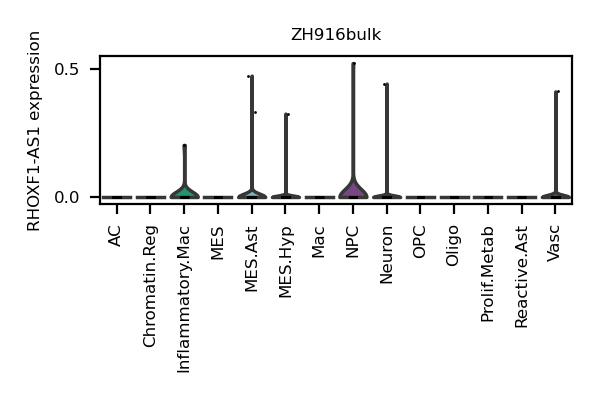 ZH916bulk
RHOXF1-AS1 expression
0.5
0.0
AC
Chromatin.Reg
Inflammatory.Mac
MES
MES.Ast
MES.Hyp
Mac
NPC
Neuron
OPC
Oligo
Prolif.Metab
Reactive.Ast
Vasc